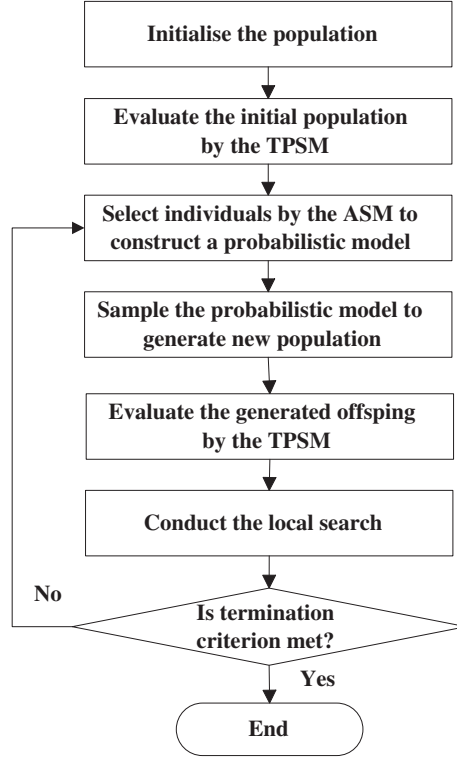 Initialise the population
Evaluate the initial population
by the TPSM
Select individuals by the ASM to
construct a probabilistic model
Sample the probabilistic model to
generate new population
Evaluate the generated offsping
by the TPSM
Conduct the local search
No
Is termination
criterion met?
Yes
End